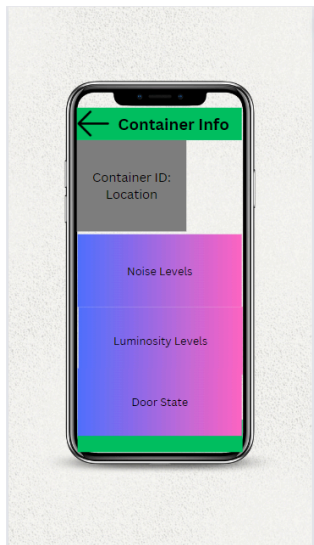 Container Info
Container ID:
Location
Noise Levels
Luminosity Levels
Door State